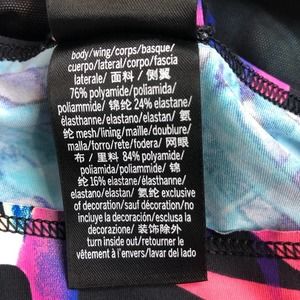 body/wing/corps/basque/
cuerpo/lateral/corpo/fascia
laterale/ 面料 / 侧翼
76% polyamide/polyamida/
poliammide/ 锦纶 24% elastane/
élasthanne/elastano/elastan/ 氨
纶 mesh/lining/maille/doublure/
malla/forro/rete/fodera/ 网眼
布 / 里料 84% polyamide/
polyamida/poliammide/ 锦
纶 16% elastane/élasthanne/
elastano/elastan/ 氨纶 exclusive
of decoration/sauf décoration/no
incluye la decoración/esclusa la
decorazione/ 装饰除外
turn inside out/retourner le
vêtement à l'envers/lavar del lado